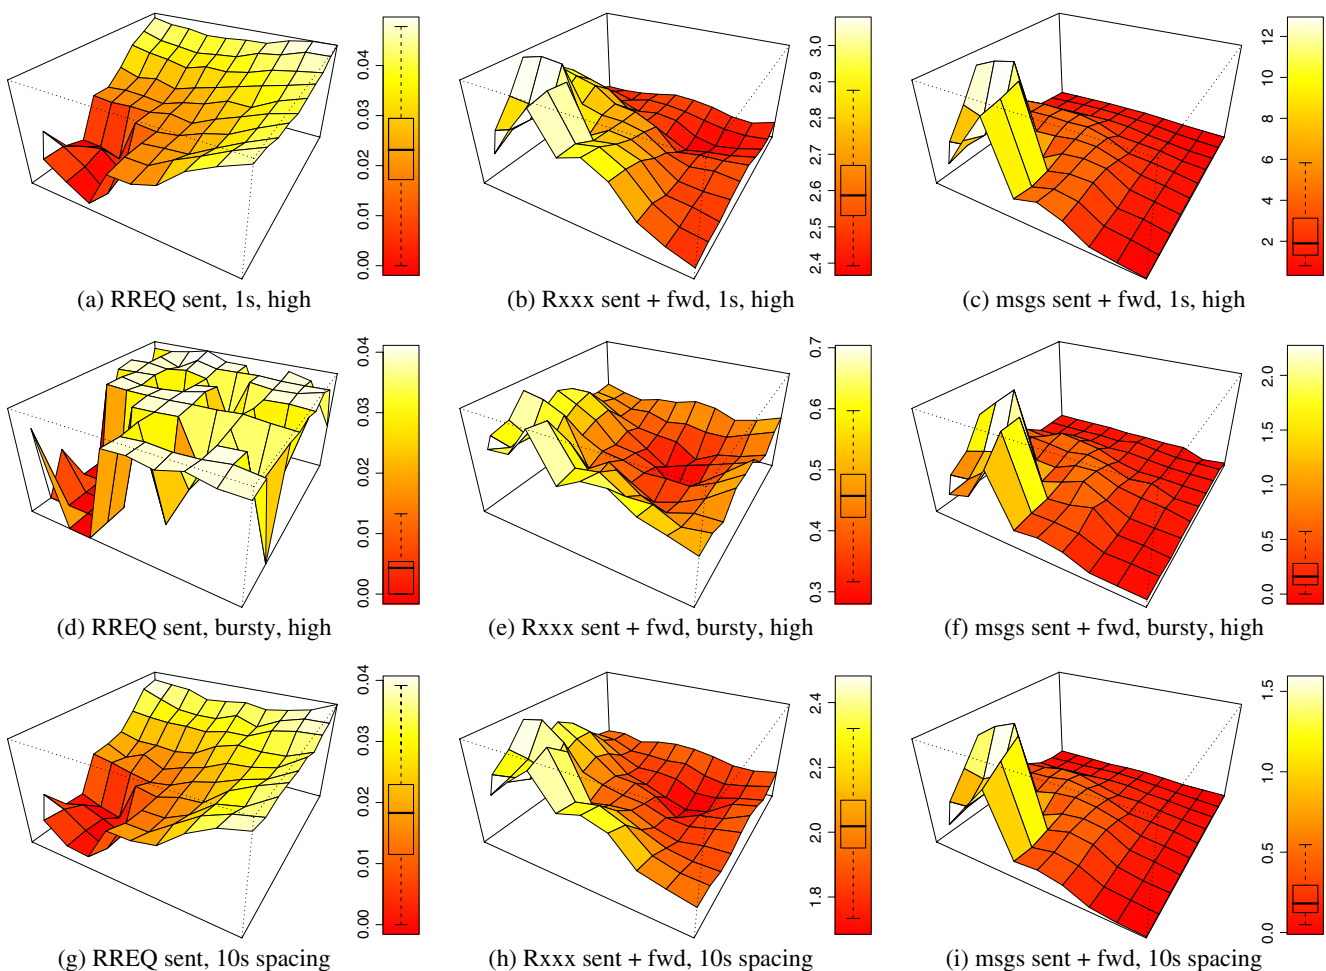 0.00 0.01 0.02 0.03 0.04
2.4 2.5 2.6 2.7 2.8 2.9 3.0
2 4 6 8 10 12
(a) RREQ sent, 1s, high
(b) Rxxx sent + fwd, 1s, high
(c) msgs sent + fwd, 1s, high
0.00 0.01 0.02 0.03 0.04
0.3 0.4 0.5 0.6 0.7
0.0 0.5 1.0 1.5 2.0
(d) RREQ sent, bursty, high
(e) Rxxx sent + fwd, bursty, high
(f) msgs sent + fwd, bursty, high
0.00 0.01 0.02 0.03 0.04
1.8 2.0 2.2 2.4
0.0 0.5 1.0 1.5
(g) RREQ sent, 10s spacing
(h) Rxxx sent + fwd, 10s spacing
(i) msgs sent + fwd, 10s spacing